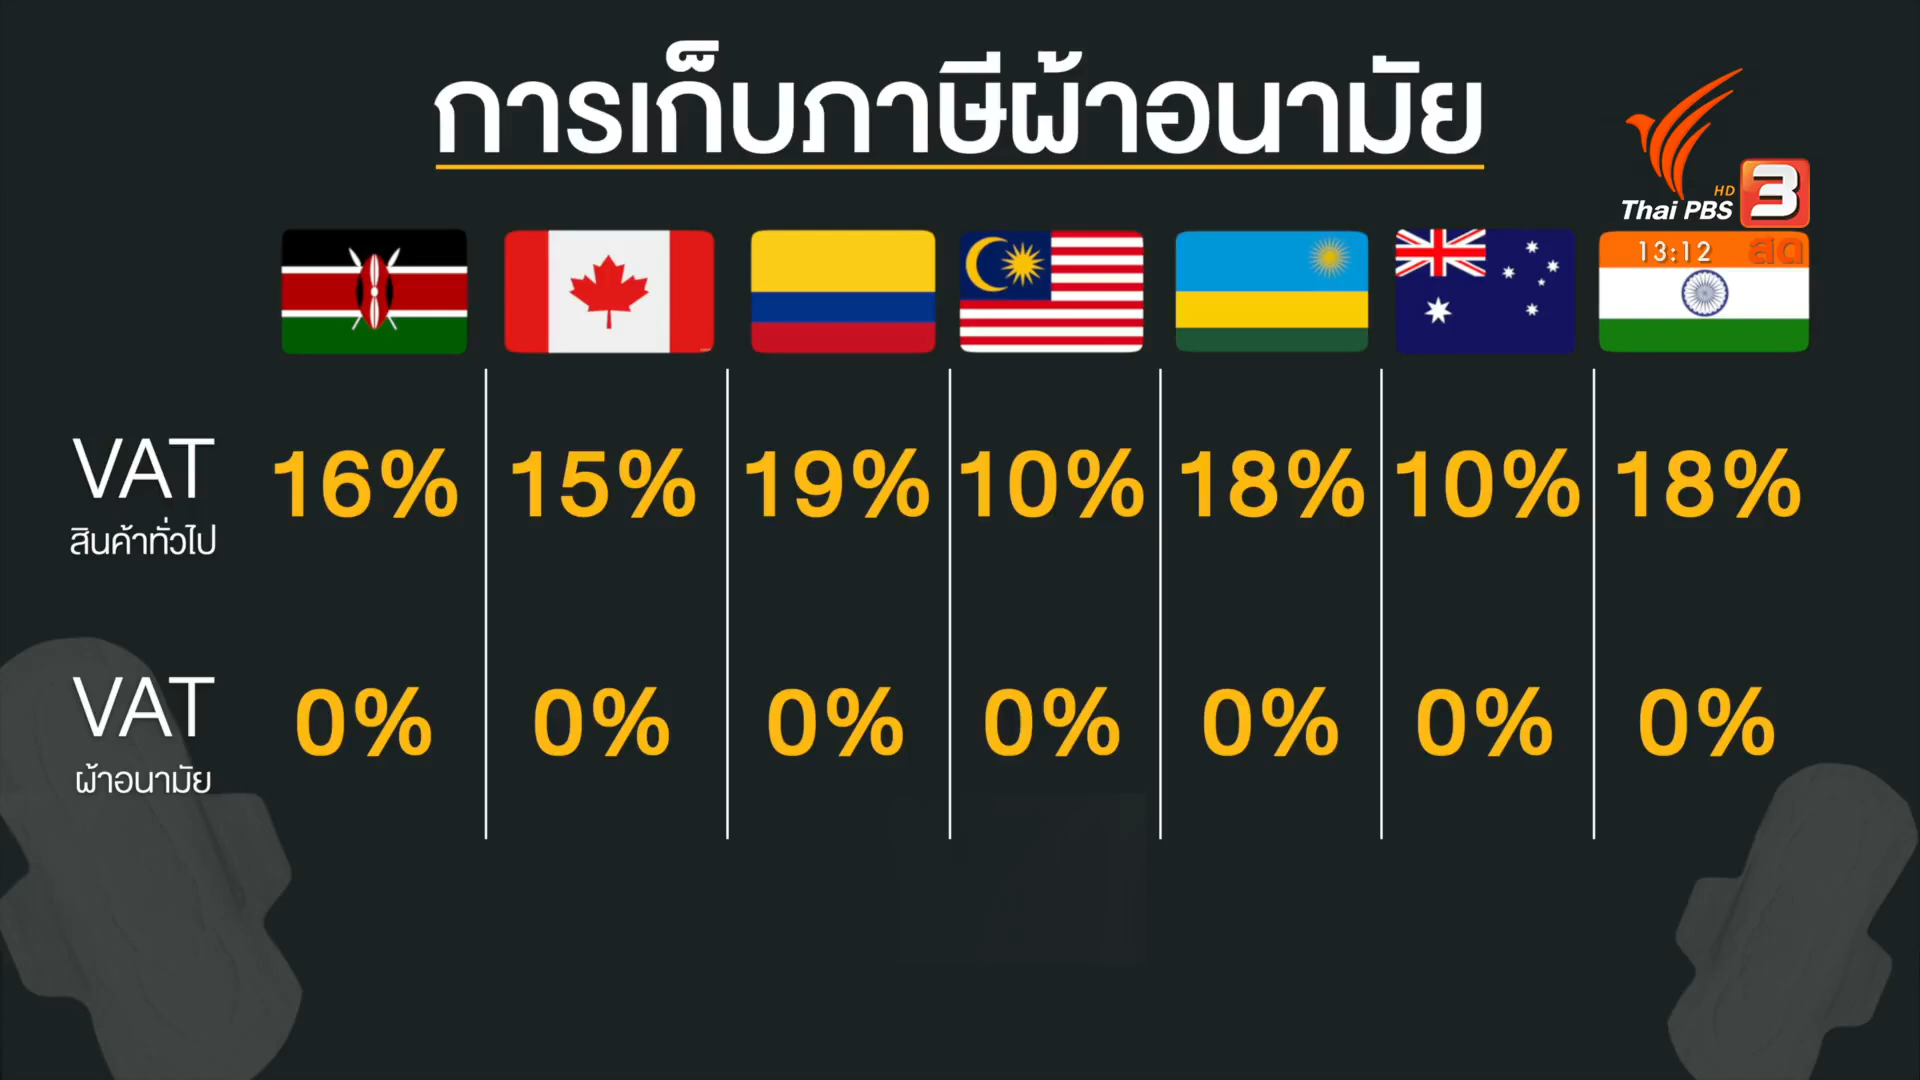 การเก็บภาษีผ้าอนามัย
HD
Thai PBS 3
13:12 สด
VAT 16% 15% 19% 10% 18% 10% 18%
สินค้าทั่วไป
VAT 0% 0% 0% 0% 0% 0% 0%
ผ้าอนามัย